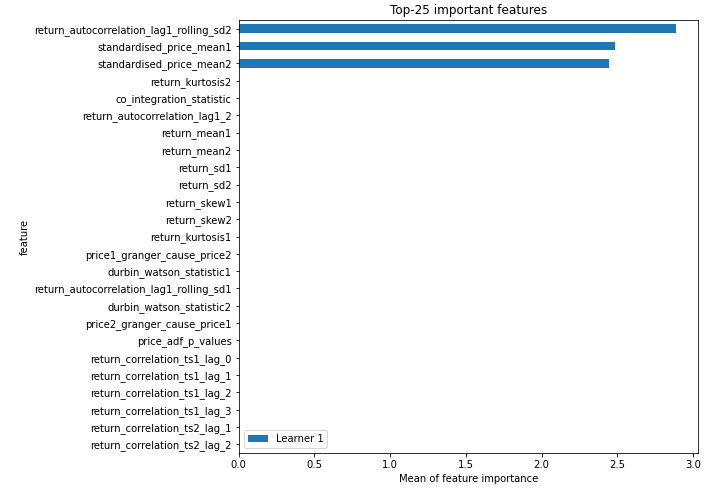 Top-25 important features
return_autocorrelation_lag1_rolling_sd2
standardised_price_mean1
standardised_price_mean2
return_kurtosis2
co_integration_statistic
return_autocorrelation_lag1_2
return_mean1
return_mean2
return_sd1
return_sd2
return_skew1
return_skew2
return_kurtosis1
price1_granger_cause_price2
durbin_watson_statistic1
return_autocorrelation_lag1_rolling_sd1
durbin_watson_statistic2
price2_granger_cause_price1
price_adf_p_values
return_correlation_ts1_lag_0
return_correlation_ts1_lag_1
return_correlation_ts1_lag_2
return_correlation_ts1_lag_3
return_correlation_ts2_lag_1
return_correlation_ts2_lag_2
feature
Learner 1
0.0 0.5 1.0 1.5 2.0 2.5 3.0
Mean of feature importance